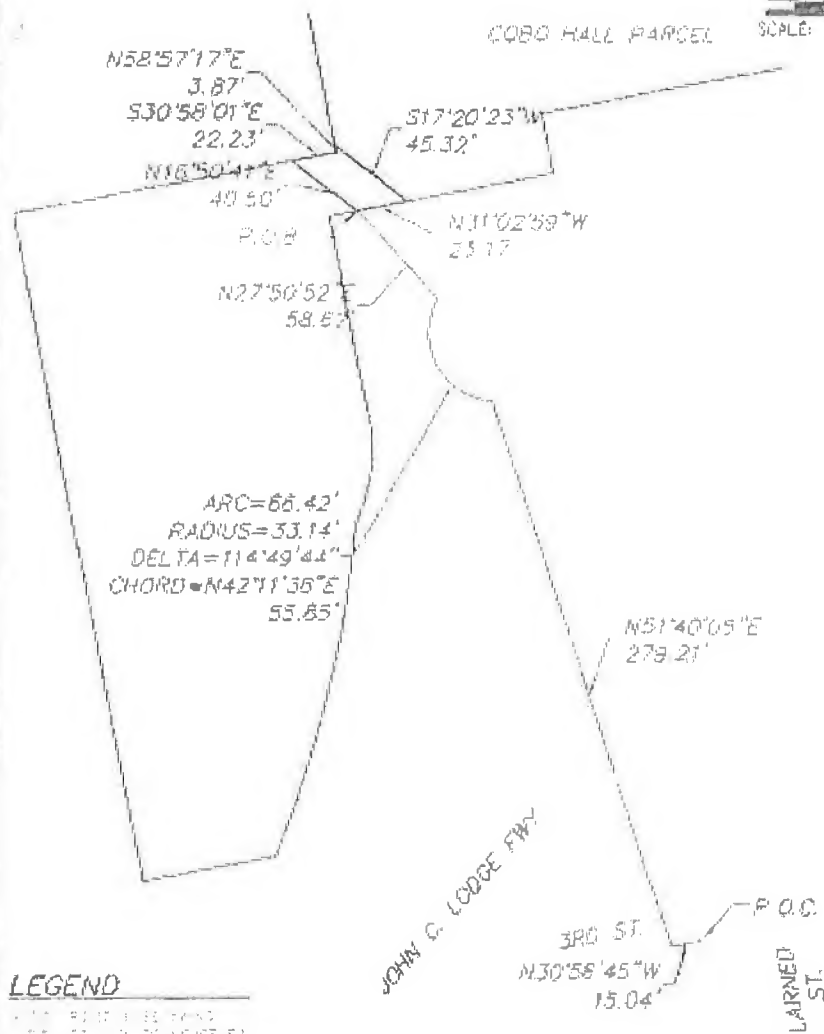 COBO HALL PARCEL
SCALE:
N58°57'17"E
3.87'
S30°58'01"E
22.23'
S17°20'23"W
45.32'
N16°50'41"E
40.50'
P.O.B
N31°02'59"W
23.17
N27°50'52"E
58.67'
ARC=66.42'
RADIUS=33.14'
DELTA=114°49'44"
CHORD=N42°11'36"E
55.85'
N51°40'05"E
279.21'
JOHN C. LODGE FWY
P.O.C.
3RD ST.
N30°58'45"W
15.04'
LARNED
ST.
LEGEND